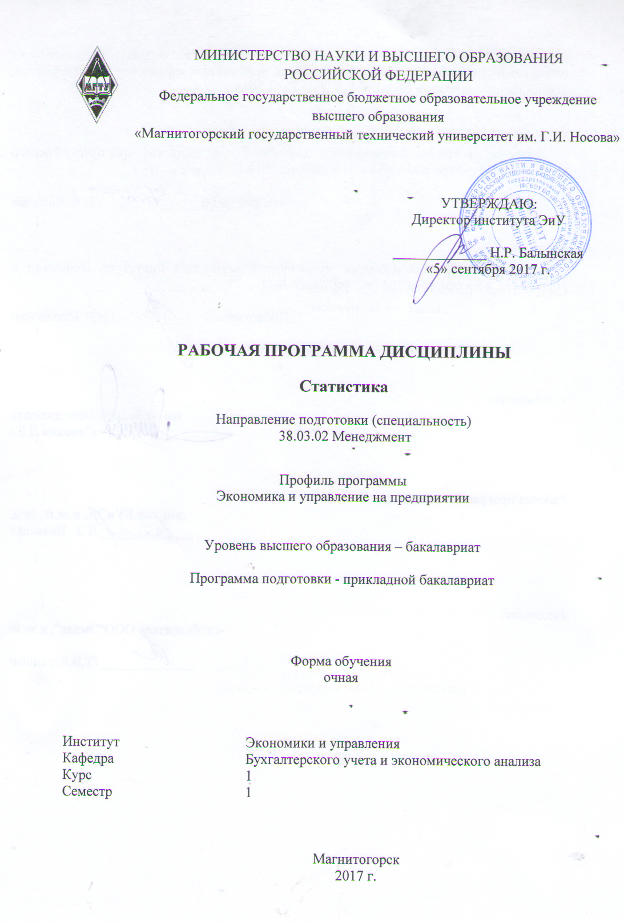 МИНИСТЕРСТВО НАУКИ И ВЫСШЕГО ОБРАЗОВАНИЯ
РОССИЙСКОЙ ФЕДЕРАЦИИ
Федеральное государственное бюджетное образовательное учреждение
высшего образования
«Магнитогорский государственный технический университет им. Г.И. Носова»
УТВЕРЖДАЮ:
Директор института ЭиУ
Н.Р. Балынская
«5» сентября 2017 г.
РАБОЧАЯ ПРОГРАММА ДИСЦИПЛИНЫ
Статистика
Направление подготовки (специальность)
38.03.02 Менеджмент
Профиль программы
Экономика и управление на предприятии
Уровень высшего образования – бакалавриат
Программа подготовки - прикладной бакалавриат
Форма обучения
очная
Институт Экономики и управления
Кафедра Бухгалтерского учета и экономического анализа
Курс 1
Семестр 1
Магнитогорск
2017 г.